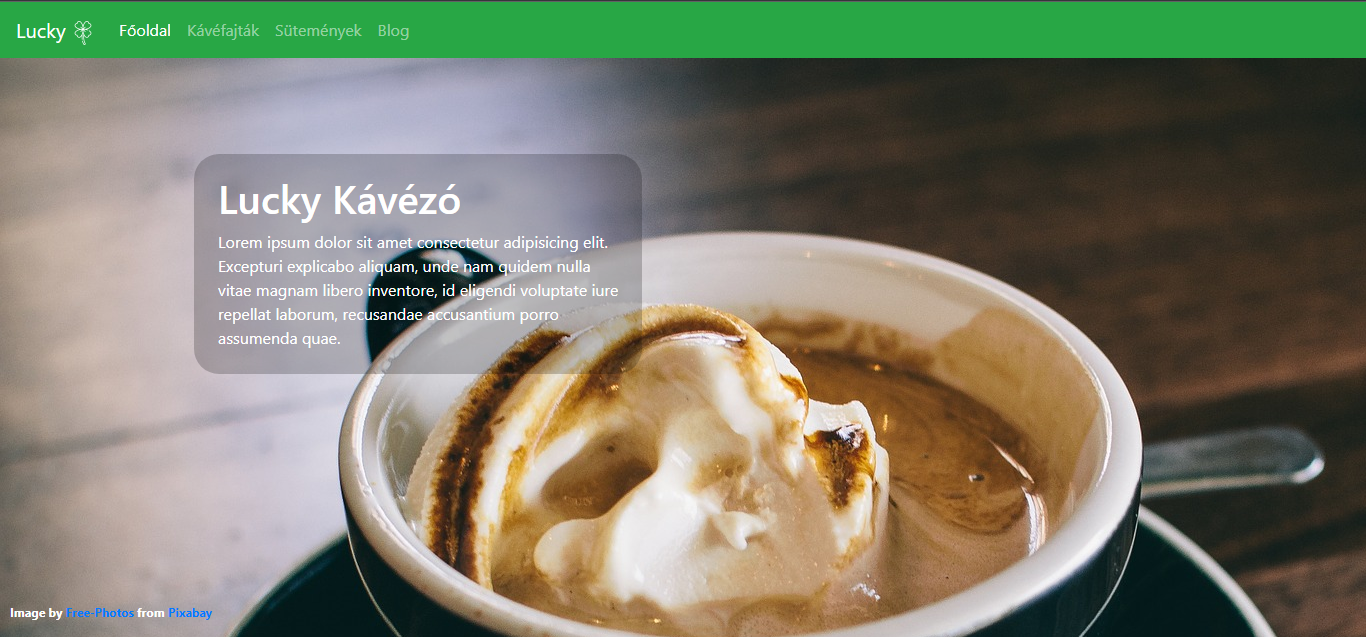 Lucky
Főoldal Kávéfajták Sütemények Blog
Lucky Kávézó
Lorem ipsum dolor sit amet consectetur adipisicing elit.
Excepturi explicabo aliquam, unde nam quidem nulla
vitae magnam libero inventore, id eligendi voluptate iure
repellat laborum, recusandae accusantium porro
assumenda quae.
Image by Free-Photos from Pixabay